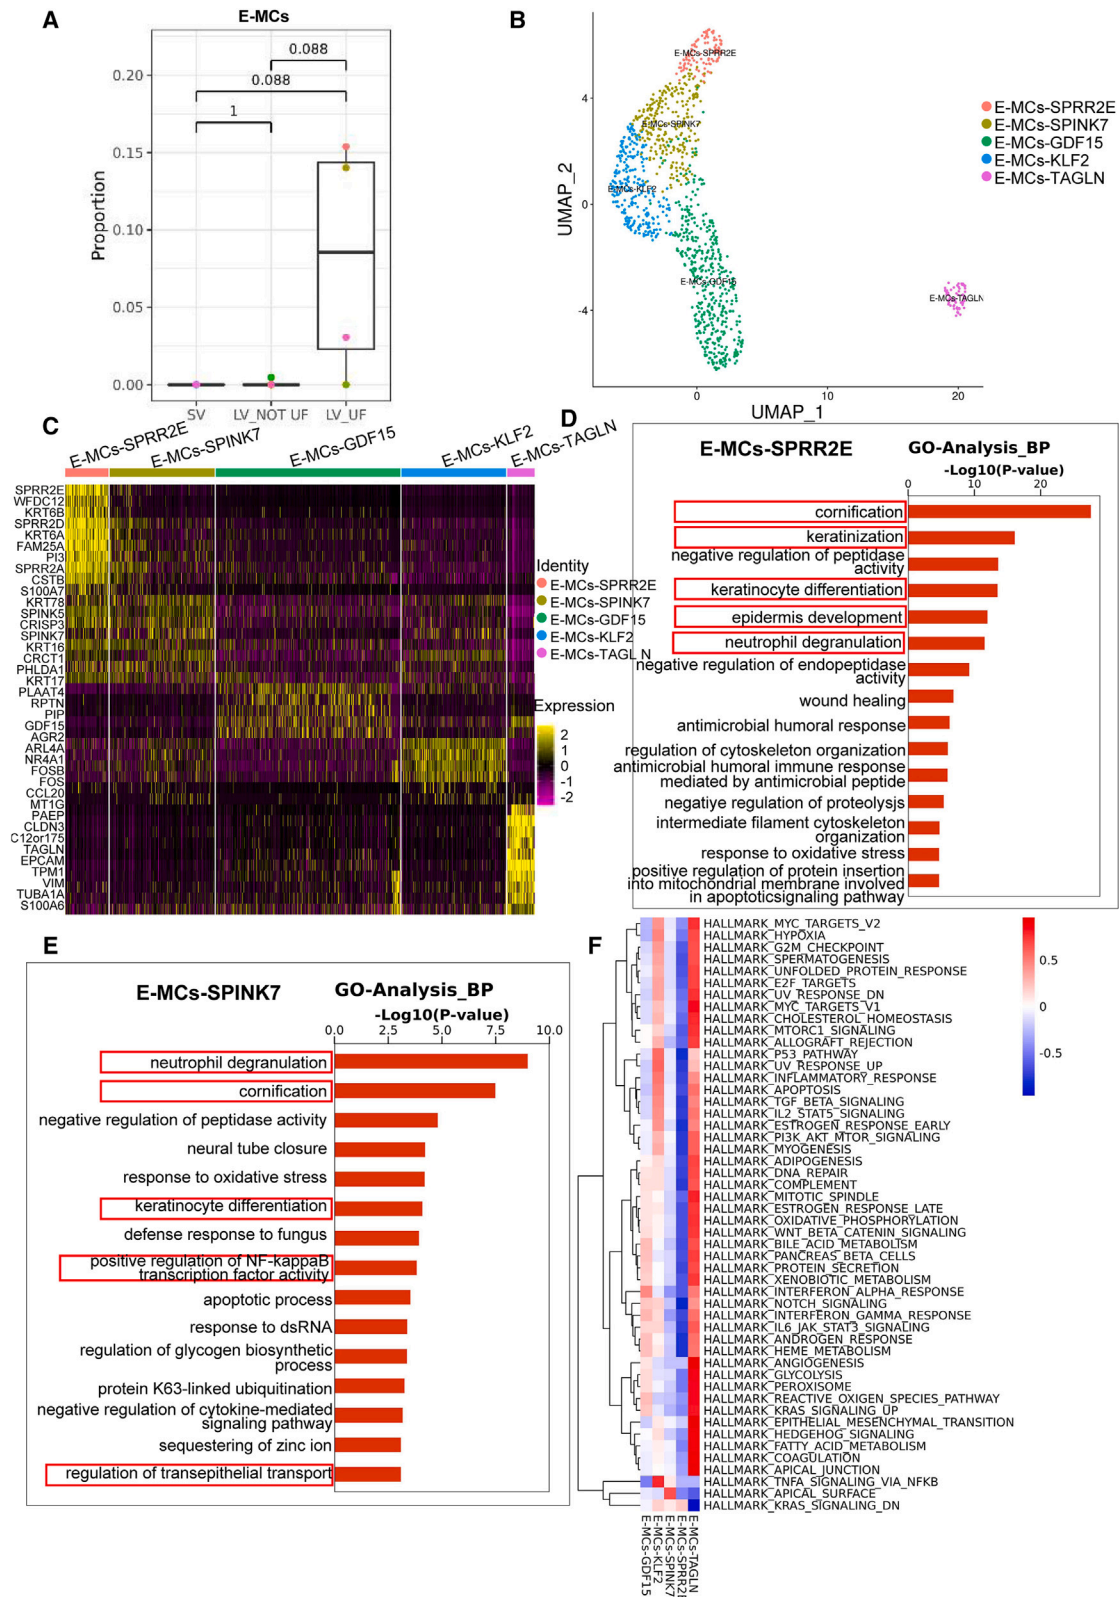 A
E-MCs
0.088
0.088
1
0.20
0.15
0.10
0.05
0.00
Proportion
SV
LV_NOT UF
LV_UF
B
E-MCs-SPRR2E
E-MCs-SPINK7
E-MCs-KLF2
E-MCs-GDF15
E-MCs-TAGLN
4
0
-4
UMAP_2
0
10
20
UMAP_1
E-MCs-SPRR2E
E-MCs-SPINK7
E-MCs-GDF15
E-MCs-KLF2
E-MCs-TAGLN
C
E-MCs-SPRR2E
E-MCs-SPINK7
E-MCs-GDF15
E-MCs-KLF2
E-MCs-TAGLN
SPRR2E
WFDC12
KRT6B
SPRR2D
KRT6A
FAM25A
PI3
SPRR2A
CSTB
S100A7
KRT78
SPINK5
CRISP3
SPINK7
KRT16
CRCT1
PHLDA1
KRT17
PLAAT4
RPTN
PIP
GDF15
AGR2
ARL4A
NR4A1
FOSB
FOS
CCL20
MT1G
PAEP
CLDN3
C12or175
TAGLN
EPCAM
TPM1
VIM
TUBA1A
S100A6
Identity
E-MCs-SPRR2E
E-MCs-SPINK7
E-MCs-GDF15
E-MCs-KLF2
E-MCs-TAGL N
Expression
2
1
0
-1
-2
D
E-MCs-SPRR2E
GO-Analysis_BP
-Log10(P-value)
0
10
20
cornification
keratinization
negative regulation of peptidase
activity
keratinocyte differentiation
epidermis development
neutrophil degranulation
negative regulation of endopeptidase
activity
wound healing
antimicrobial humoral response
regulation of cytoskeleton organization
antimicrobial humoral immune response
mediated by antimicrobial peptide
negative regulation of proteolysjs
intermediate filament cytoskeleton
organization
response to oxidative stress
positive regulation of protein insertion
into mitochondrial membrane involved
in apoptoticsignaling pathway
E
E-MCs-SPINK7
GO-Analysis_BP
-Log10(P-value)
0.0
2.5
5.0
7.5
10.0
neutrophil degranulation
cornification
negative regulation of peptidase activity
neural tube closure
response to oxidative stress
keratinocyte differentiation
defense response to fungus
positive regulation of NF-kappaB
transcription factor activity
apoptotic process
response to dsRNA
regulation of glycogen biosynthetic
process
protein K63-linked ubiquitination
negative regulation of cytokine-mediated
signaling pathway
sequestering of zinc ion
regulation of transepithelial transport
F
HALLMARK_MYC_TARGETS_V2
HALLMARK_HYPOXIA
HALLMARK_G2M_CHECKPOINT
HALLMARK_SPERMATOGENESIS
HALLMARK_UNFOLDED_PROTEIN_RESPONSE
HALLMARK_E2F_TARGETS
HALLMARK_UV_RESPONSE_DN
HALLMARK_MYC_TARGETS_V1
HALLMARK_CHOLESTEROL_HOMEOSTASIS
HALLMARK_MTORC1_SIGNALING
HALLMARK_ALLOGRAFT_REJECTION
HALLMARK_P53_PATHWAY
HALLMARK_UV_RESPONSE_UP
HALLMARK_INFLAMMATORY_RESPONSE
HALLMARK_APOPTOSIS
HALLMARK_TGF_BETA_SIGNALING
HALLMARK_IL2_STAT5_SIGNALING
HALLMARK_ESTROGEN_RESPONSE_EARLY
HALLMARK_PI3K_AKT_MTOR_SIGNALING
HALLMARK_MYOGENESIS
HALLMARK_ADIPOGENESIS
HALLMARK_DNA_REPAIR
HALLMARK_COMPLEMENT
HALLMARK_MITOTIC_SPINDLE
HALLMARK_ESTROGEN_RESPONSE_LATE
HALLMARK_OXIDATIVE_PHOSPHORYLATION
HALLMARK_WNT_BETA_CATENIN_SIGNALING
HALLMARK_BILE_ACID_METABOLISM
HALLMARK_PANCREAS_BETA_CELLS
HALLMARK_PROTEIN_SECRETION
HALLMARK_XENOBIOTIC_METABOLISM
HALLMARK_INTERFERON_ALPHA_RESPONSE
HALLMARK_NOTCH_SIGNALING
HALLMARK_INTERFERON_GAMMA_RESPONSE
HALLMARK_IL6_JAK_STAT3_SIGNALING
HALLMARK_ANDROGEN_RESPONSE
HALLMARK_HEME_METABOLISM
HALLMARK_ANGIOGENESIS
HALLMARK_GLYCOLYSIS
HALLMARK_PEROXISOME
HALLMARK_REACTIVE_OXIGEN_SPECIES_PATHWAY
HALLMARK_KRAS_SIGNALING_UP
HALLMARK_EPITHELIAL_MESENCHYMAL_TRANSITION
HALLMARK_HEDGEHOG_SIGNALING
HALLMARK_FATTY_ACID_METABOLISM
HALLMARK_COAGULATION
HALLMARK_APICAL_JUNCTION
HALLMARK_TNFA_SIGNALING_VIA_NFKB
HALLMARK_APICAL_SURFACE
HALLMARK_KRAS_SIGNALING_DN
E-MCs-GDF15
E-MCs-KLF2
E-MCs-SPINK7
E-MCs-SPRR2E
E-MCs-TAGLN
0.5
0
-0.5